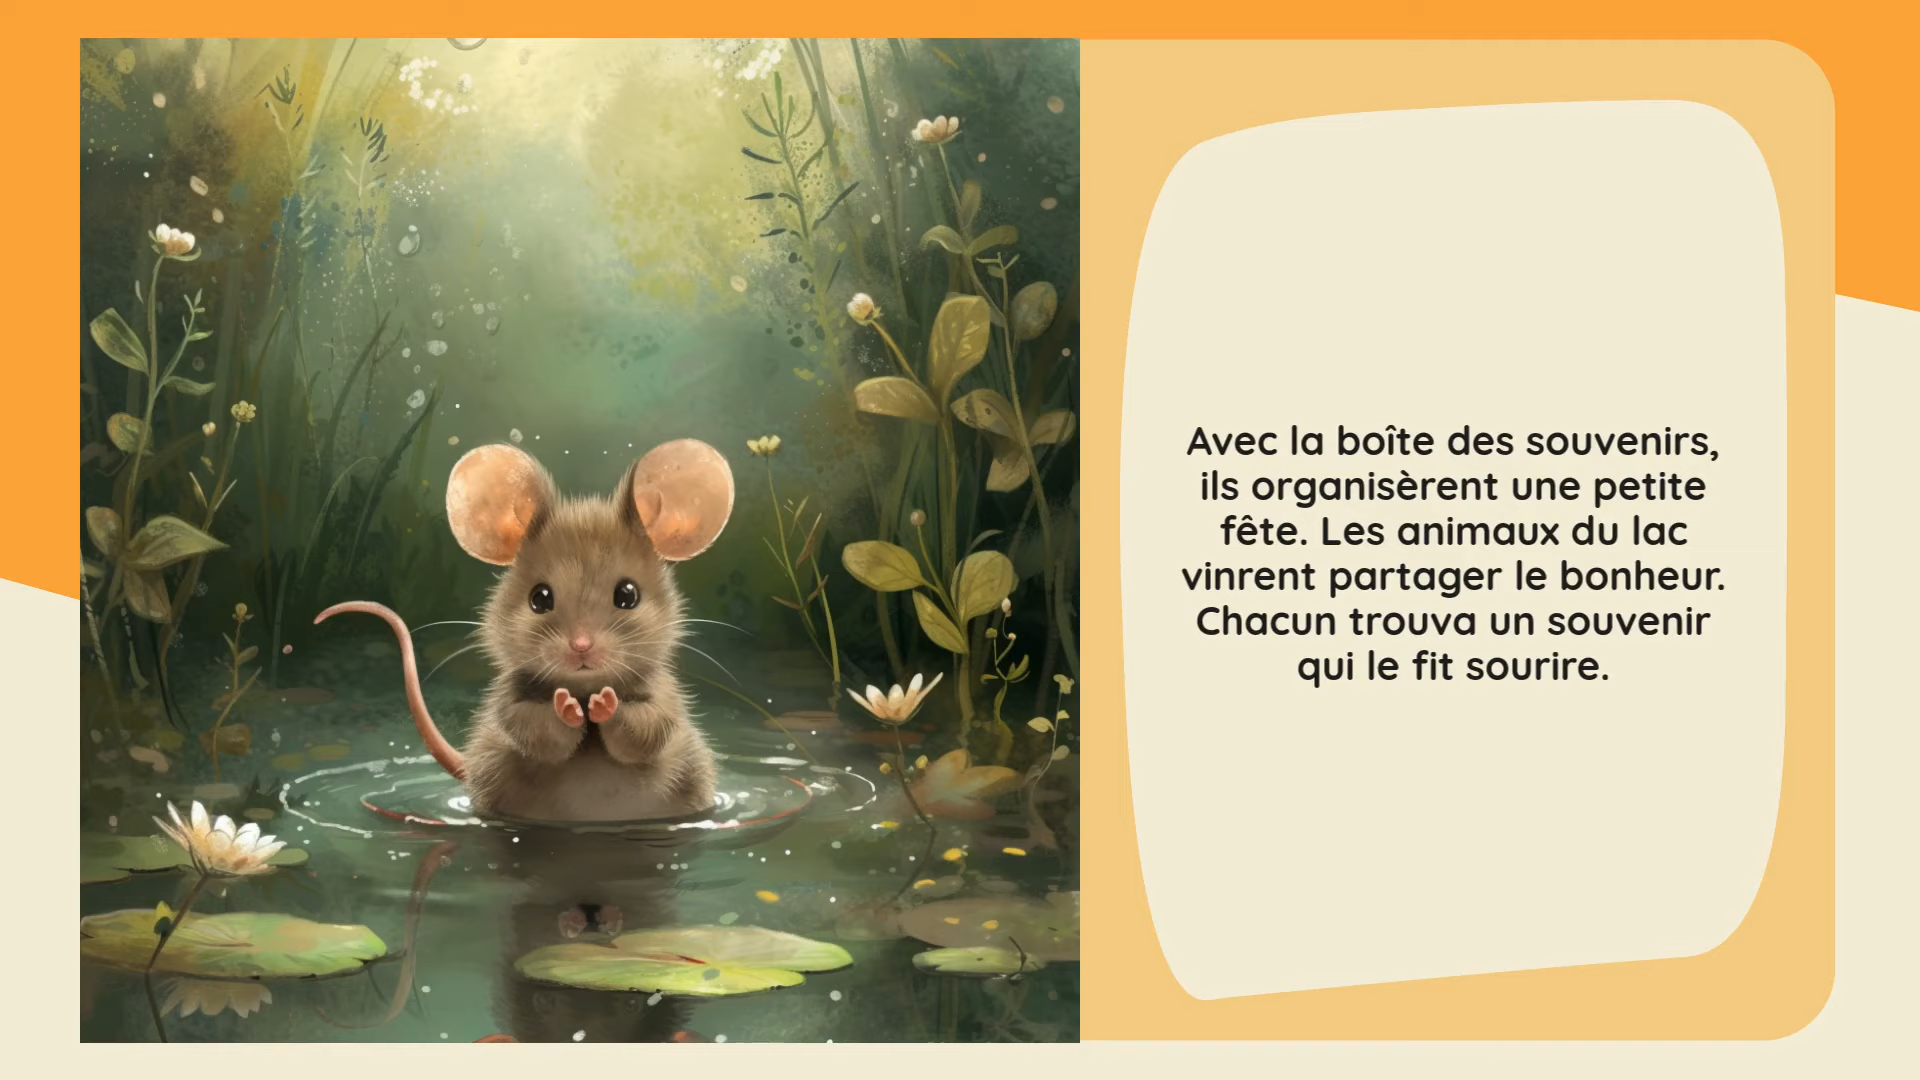 Avec la boîte des souvenirs,
ils organisèrent une petite
fête. Les animaux du lac
vinrent partager le bonheur.
Chacun trouva un souvenir
qui le fit sourire.